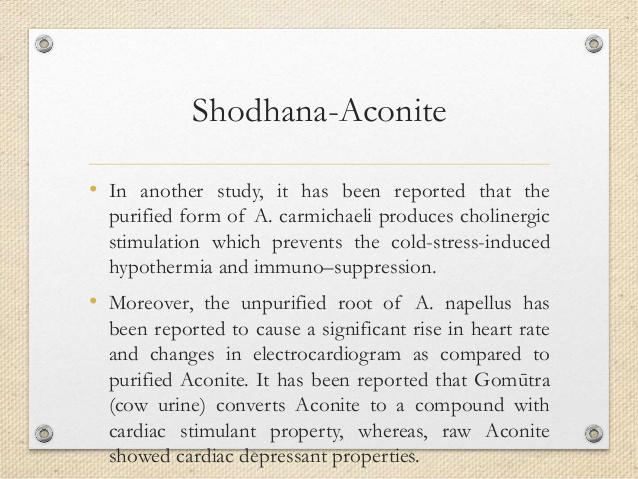 Shodhana-Aconite
• In another study, it has been reported that the
purified form of A. carmichaeli produces cholinergic
stimulation which prevents the cold-stress-induced
hypothermia and immuno–suppression.
• Moreover, the unpurified root of A. napellus has
been reported to cause a significant rise in heart rate
and changes in electrocardiogram as compared to
purified Aconite. It has been reported that Gomūtra
(cow urine) converts Aconite to a compound with
cardiac stimulant property, whereas, raw Aconite
showed cardiac depressant properties.